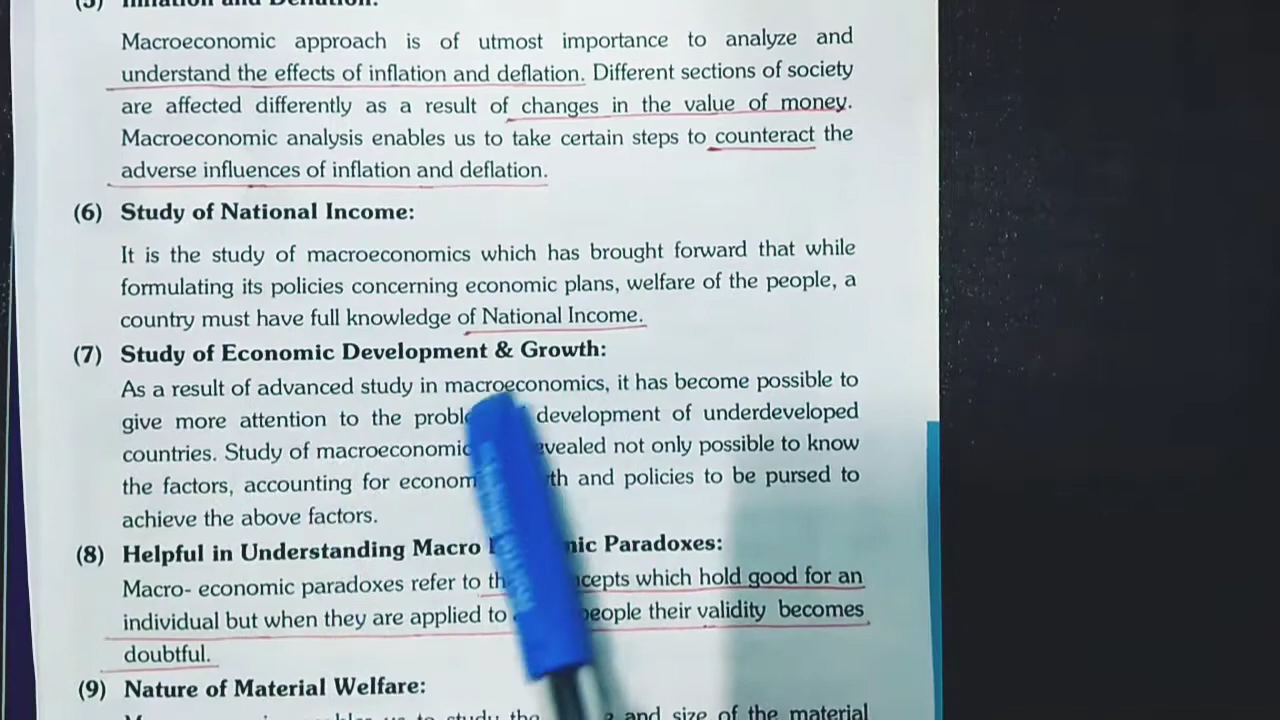 (5) Inflation and Deflation:
Macroeconomic approach is of utmost importance to analyze and
understand the effects of inflation and deflation. Different sections of society
are affected differently as a result of changes in the value of money.
Macroeconomic analysis enables us to take certain steps to counteract the
adverse influences of inflation and deflation.
(6) Study of National Income:
It is the study of macroeconomics which has brought forward that while
formulating its policies concerning economic plans, welfare of the people, a
country must have full knowledge of National Income.
(7) Study of Economic Development & Growth:
As a result of advanced study in macroeconomics, it has become possible to
give more attention to the development of underdeveloped
countries. Study of not only possible to know
the factors, accounting for and policies to be pursed to
achieve the above factors.
(8) Helpful in Understanding Macro Paradoxes:
Macro- economic paradoxes refer to which hold good for an
individual but when they are applied to people their validity becomes
doubtful.
(9) Nature of Material Welfare:
and size of the material